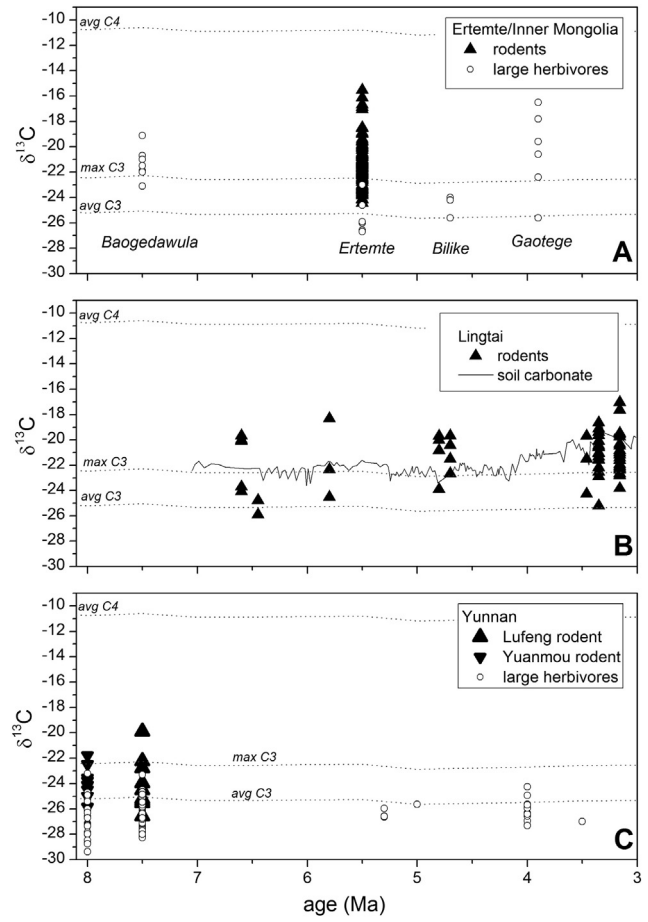 -10
-12
-14
-16
-18
-20
-22
-24
-26
-28
-30
δ13C
avg C4
max C3
avg C3
Ertemte/Inner Mongolia
rodents
large herbivores
Baogedawula
Ertemte
Bilike
Gaotege
A
-10
-12
-14
-16
-18
-20
-22
-24
-26
-28
-30
δ13C
avg C4
max C3
avg C3
Lingtai
rodents
soil carbonate
B
-10
-12
-14
-16
-18
-20
-22
-24
-26
-28
-30
δ13C
avg C4
max C3
avg C3
Yunnan
Lufeng rodent
Yuanmou rodent
large herbivores
C
8 7 6 5 4 3
age (Ma)